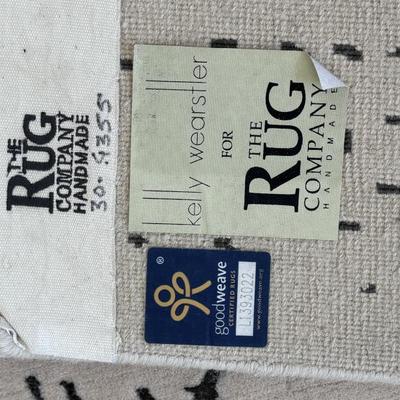 THE
RUG
COMPANY
HANDMADE
30-9355
kelly wearstler
FOR
THE
RUG
COMPANY
HANDMADE
®
goodweave
CERTIFIED RUGS
L1393022
www.goodweave.org